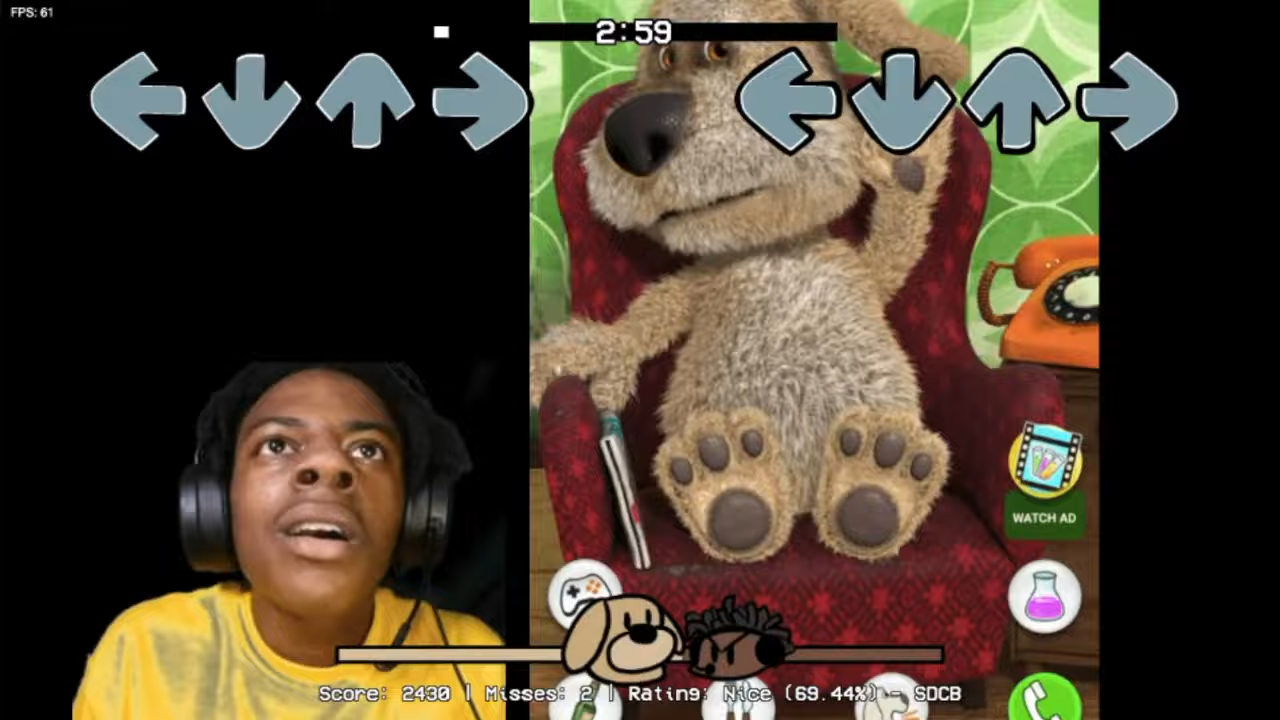 FPS: 61
2:59
WATCH AD
Score: 2430 | Misses: 2 | Rating: Nice (69.44%) - SDCB